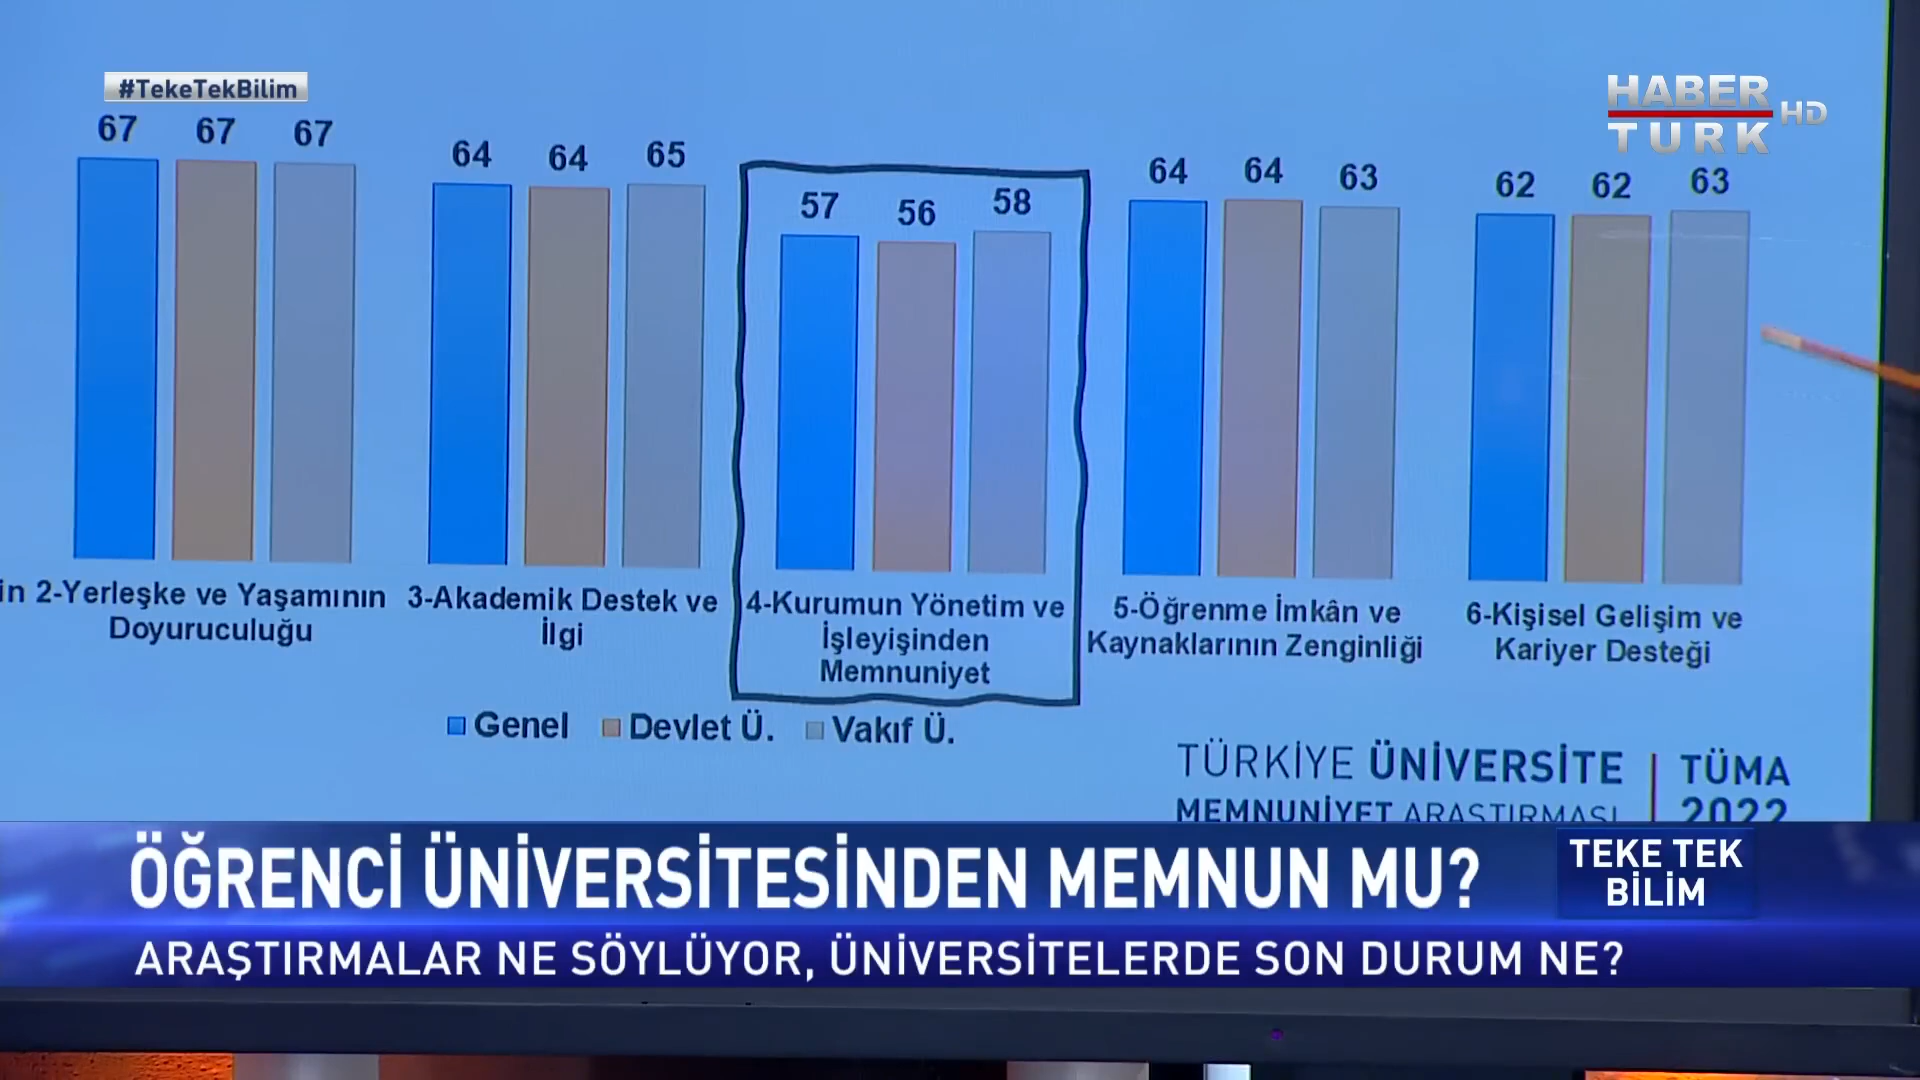 #TekeTekBilim
HABER
TURK HD
67 67 67
64 64 65
57 56 58
64 64 63
62 62 63
in 2-Yerleşke ve Yaşamının
Doyuruculuğu
3-Akademik Destek ve
İlgi
4-Kurumun Yönetim ve
İşleyişinden
Memnuniyet
5-Öğrenme İmkân ve
Kaynaklarının Zenginliği
6-Kişisel Gelişim ve
Kariyer Desteği
Genel Devlet Ü. Vakıf Ü.
TÜRKİYE ÜNİVERSİTE
MEMNUNİYET ARAŞTIRMASI
TÜMA
2022
ÖĞRENCİ ÜNİVERSİTESİNDEN MEMNUN MU?
TEKE TEK
BİLİM
ARAŞTIRMALAR NE SÖYLÜYOR, ÜNİVERSİTELERDE SON DURUM NE?